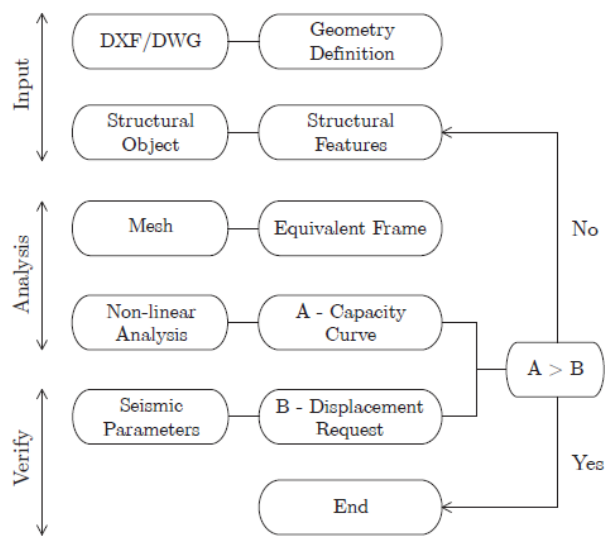 Input
DXF/DWG
Geometry
Definition
Structural
Object
Structural
Features
Analysis
Mesh
Equivalent Frame
No
Non-linear
Analysis
A - Capacity
Curve
A > B
Verify
Seismic
Parameters
B - Displacement
Request
Yes
End